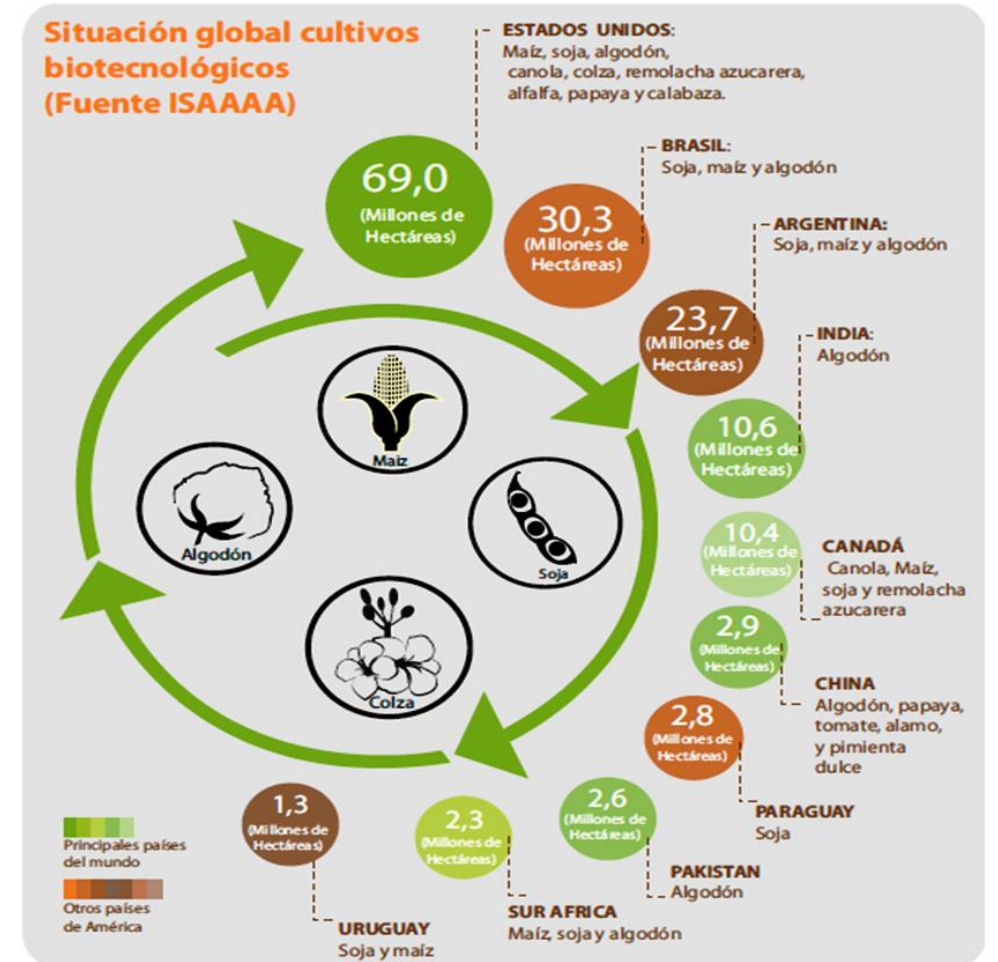 Situación global cultivos
biotecnológicos
(Fuente ISAAAA)
ESTADOS UNIDOS:
Maíz, soja, algodón,
canola, colza, remolacha azucarera,
alfalfa, papaya y calabaza.
69,0
(Millones de
Hectáreas)
BRASIL:
Soja, maíz y algodón
30,3
(Millones de
Hectáreas)
ARGENTINA:
Soja, maíz y algodón
23,7
(Millones de
Hectáreas)
INDIA:
Algodón
10,6
(Millones de
Hectáreas)
10,4
(Millones de
Hectáreas)
CANADÁ
Canola, Maíz,
soja y remolacha
azucarera
2,9
(Millones de
Hectáreas)
CHINA
Algodón, papaya,
tomate, alamo,
y pimienta
dulce
2,8
(Millones de
Hectáreas)
PARAGUAY
Soja
2,6
(Millones de
Hectáreas)
PAKISTAN
Algodón
2,3
(Millones de
Hectáreas)
SUR AFRICA
Maíz, soja y algodón
1,3
(Millones de
Hectáreas)
URUGUAY
Soja y maíz
Maíz
Algodón
Soja
Colza
Principales países
del mundo
Otros países
de América